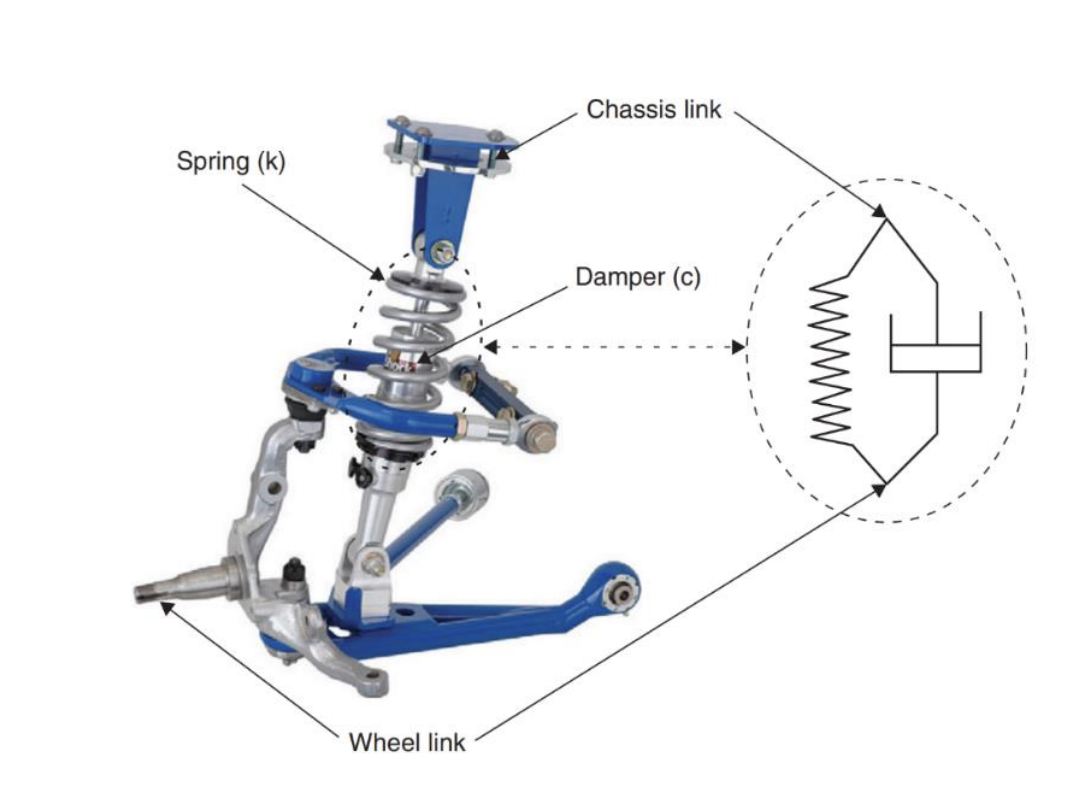 Chassis link
Spring (k)
Damper (c)
Wheel link